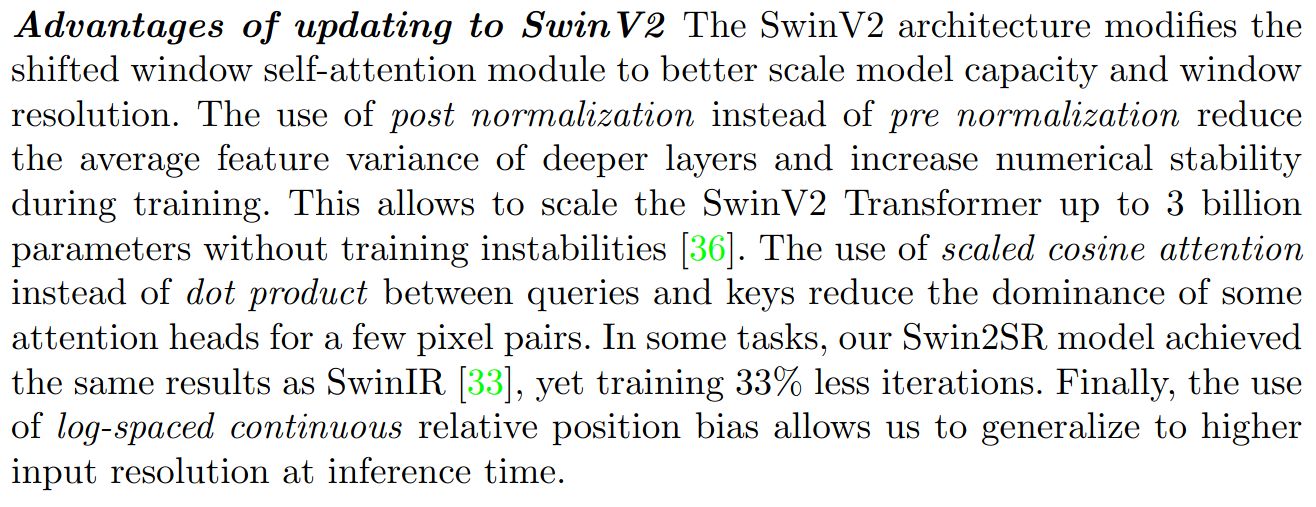 Advantages of updating to SwinV2 The SwinV2 architecture modifies the
shifted window self-attention module to better scale model capacity and window
resolution. The use of post normalization instead of pre normalization reduce
the average feature variance of deeper layers and increase numerical stability
during training. This allows to scale the SwinV2 Transformer up to 3 billion
parameters without training instabilities [36]. The use of scaled cosine attention
instead of dot product between queries and keys reduce the dominance of some
attention heads for a few pixel pairs. In some tasks, our Swin2SR model achieved
the same results as SwinIR [33], yet training 33% less iterations. Finally, the use
of log-spaced continuous relative position bias allows us to generalize to higher
input resolution at inference time.